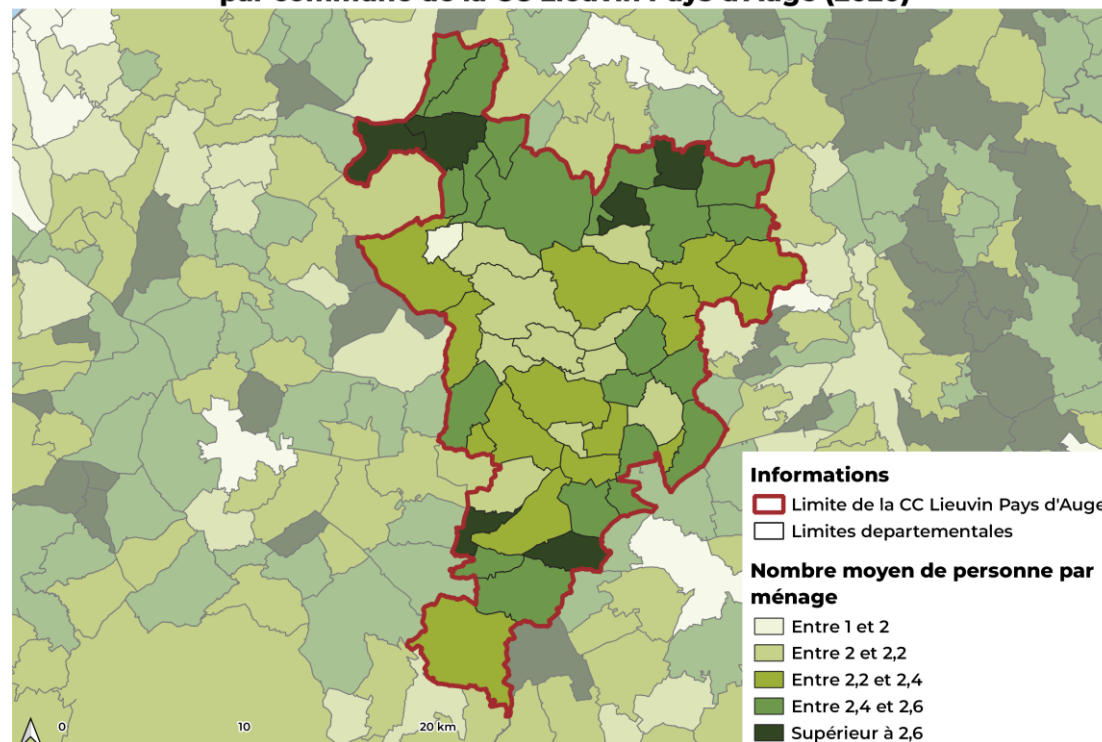 par commune de la CC Lieuvin Pays d'Auge (2020)
Informations
Limite de la CC Lieuvin Pays d'Auge
Limites departementales
Nombre moyen de personne par
ménage
Entre 1 et 2
Entre 2 et 2,2
Entre 2,2 et 2,4
Entre 2,4 et 2,6
Supérieur à 2,6
0 10 20 km